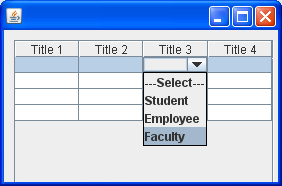 Title 1 Title 2 Title 3 Title 4
---Select---
Student
Employee
Faculty